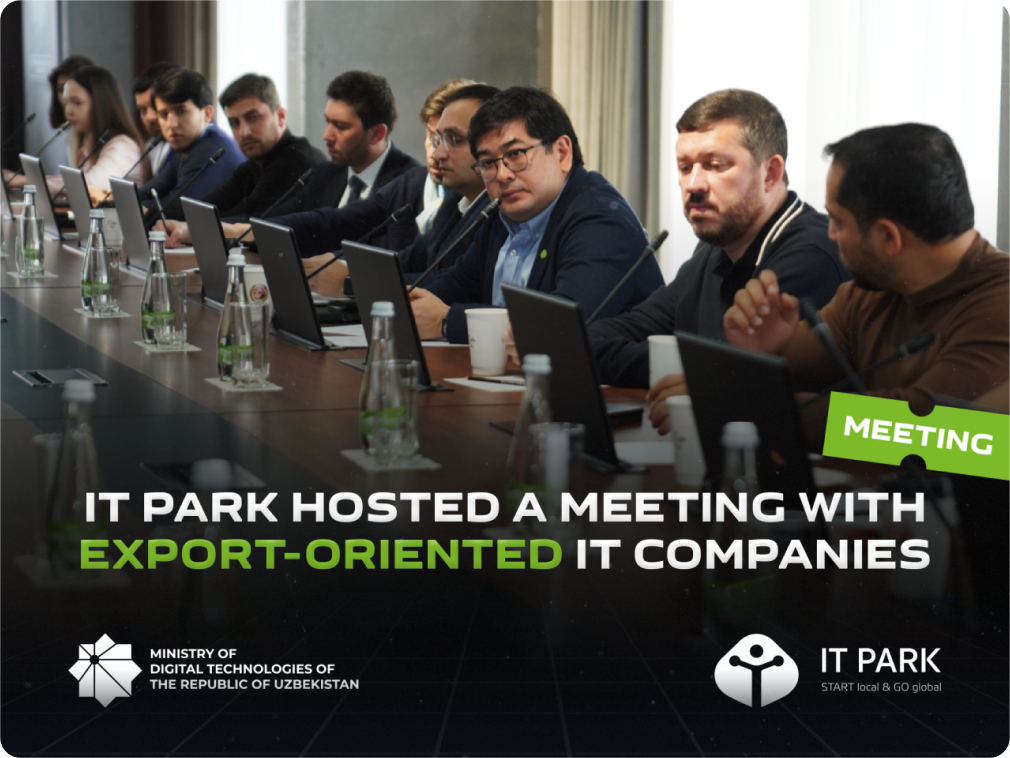 MEETING
IT PARK HOSTED A MEETING WITH
EXPORT-ORIENTED IT COMPANIES
MINISTRY OF
DIGITAL TECHNOLOGIES OF
THE REPUBLIC OF UZBEKISTAN
IT PARK
START local & GO global